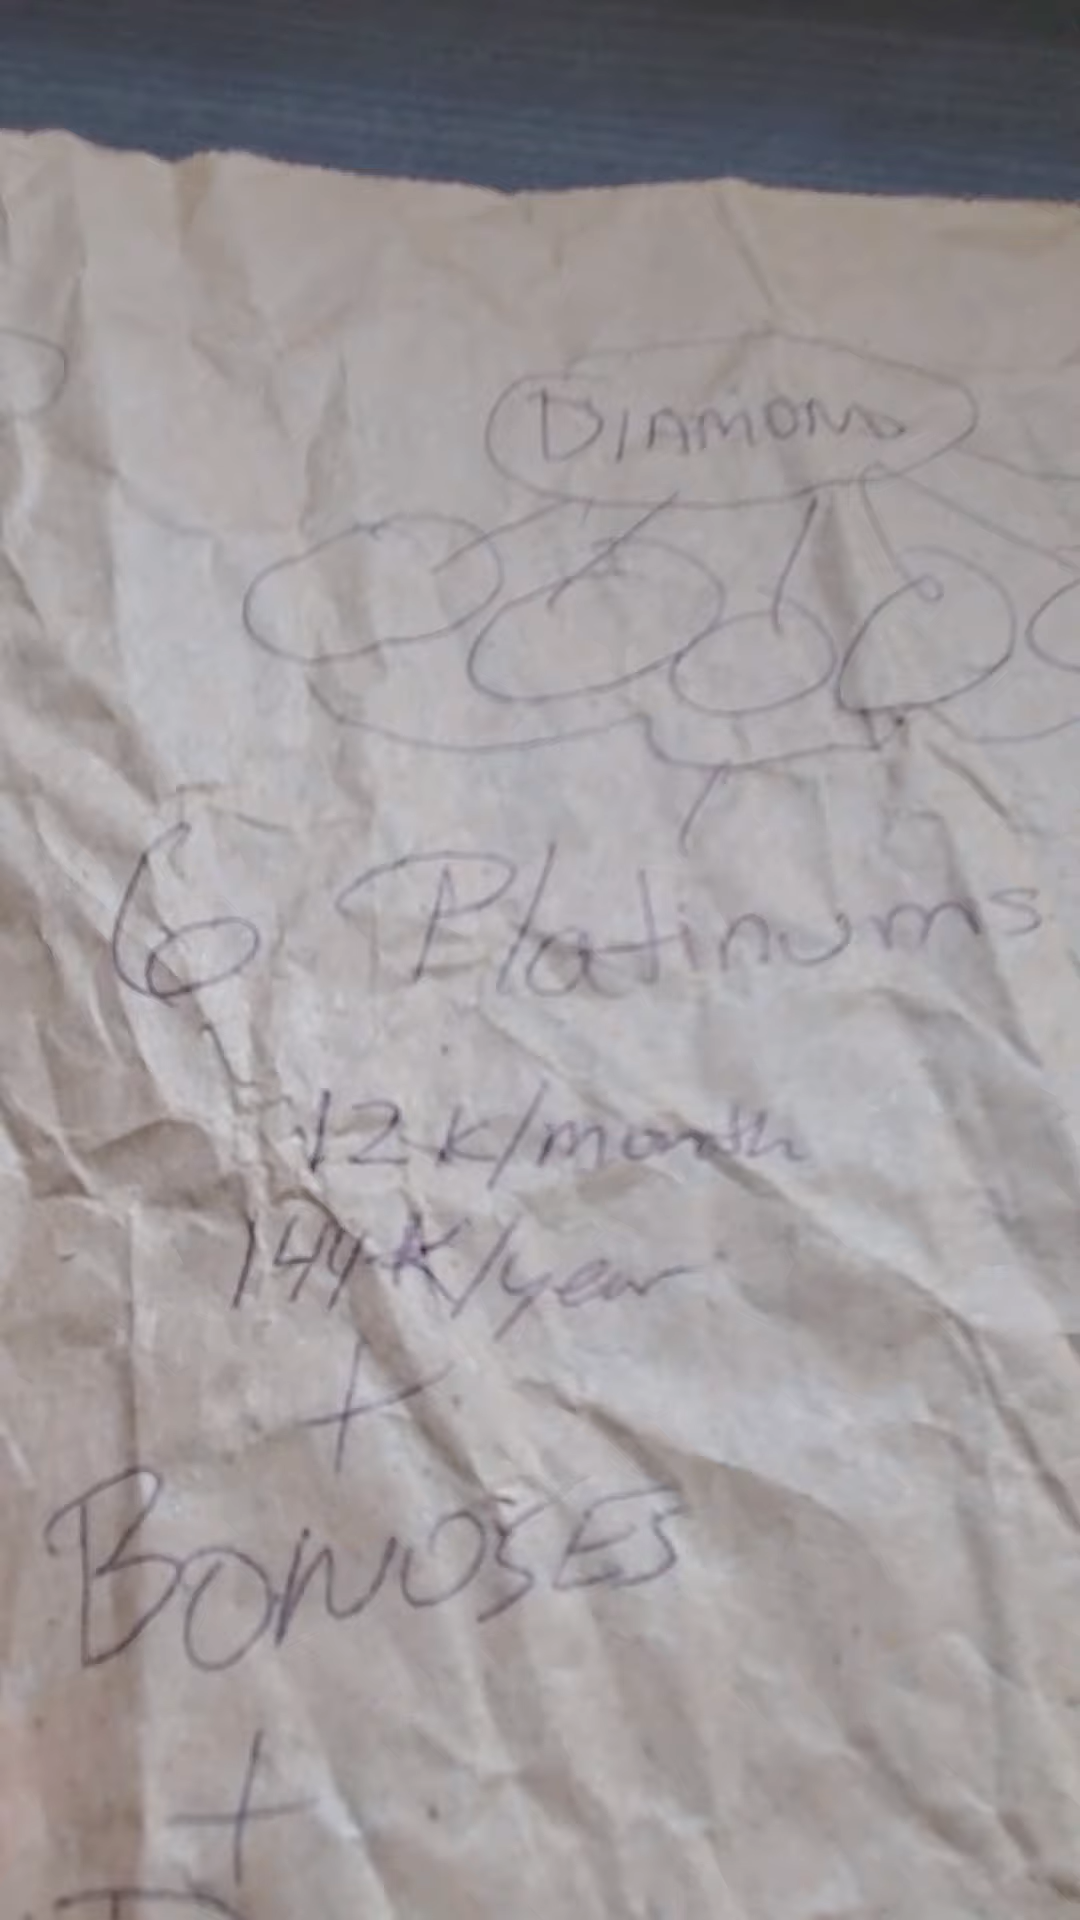 DIAMOND
6 Platinums
12K/month
144K/year
+
BONUSES
+